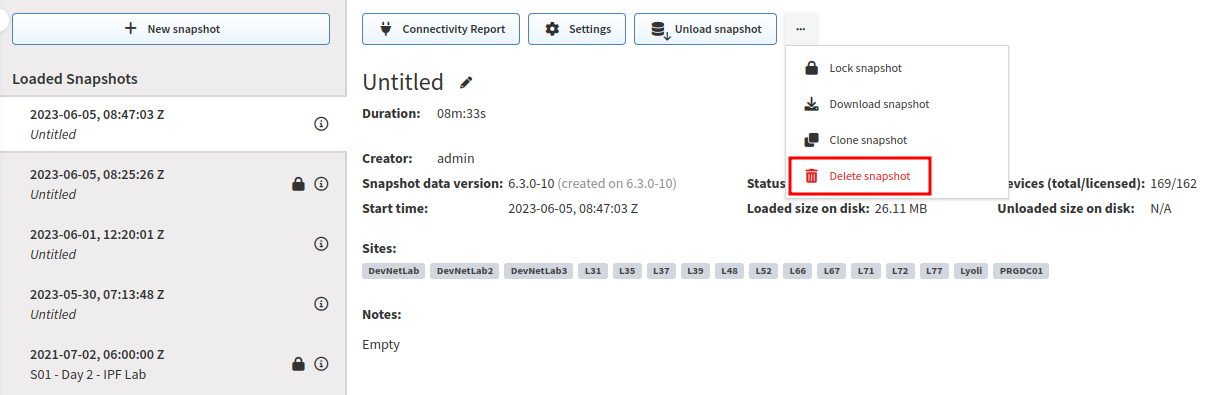 New snapshot
Loaded Snapshots
2023-06-05, 08:47:03 Z
Untitled
2023-06-05, 08:25:26 Z
Untitled
2023-06-01, 12:20:01 Z
Untitled
2023-05-30, 07:13:48 Z
Untitled
2021-07-02, 06:00:00 Z
S01 - Day 2 - IPF Lab
Connectivity Report Settings Unload snapshot ...
Lock snapshot
Download snapshot
Clone snapshot
Delete snapshot
Untitled
Duration: 08m:33s
Creator: admin
Snapshot data version: 6.3.0-10 (created on 6.3.0-10) Status evices (total/licensed): 169/162
Start time: 2023-06-05, 08:47:03 Z Loaded size on disk: 26.11 MB Unloaded size on disk: N/A
Sites:
DevNetLab DevNetLab2 DevNetLab3 L31 L35 L37 L39 L48 L52 L66 L67 L71 L72 L77 Lyoli PRGDC01
Notes:
Empty